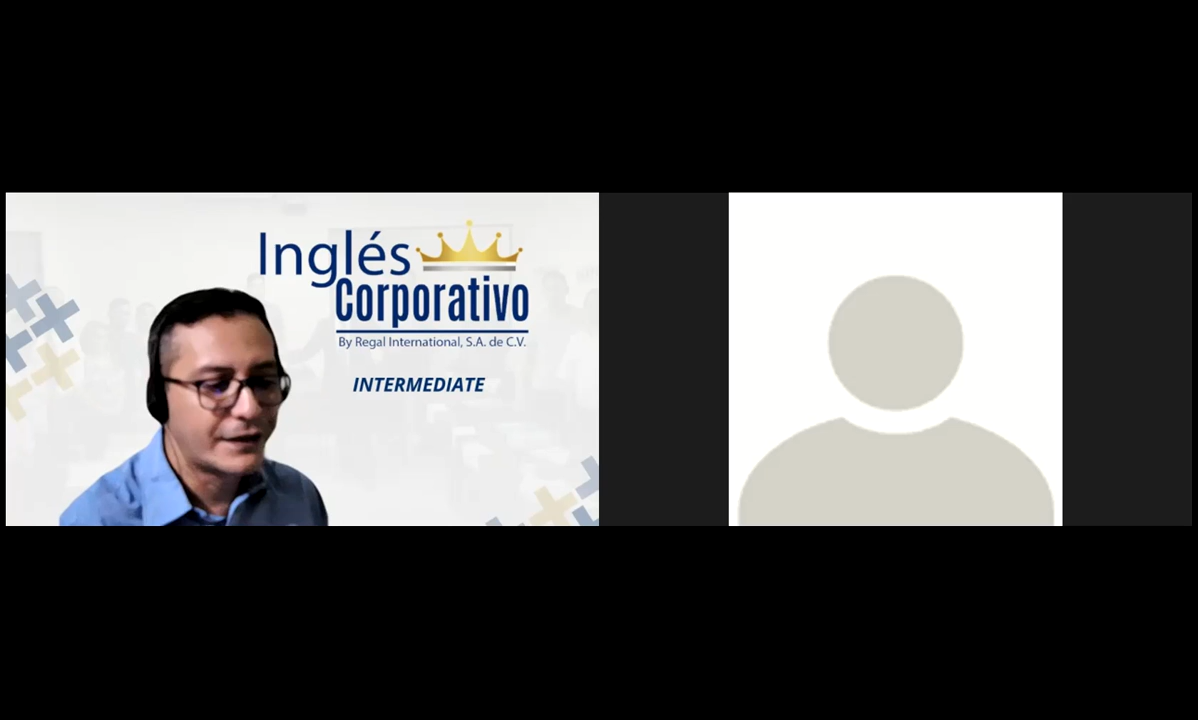 Inglés
Corporativo
By Regal International, S.A. de C.V.
INTERMEDIATE